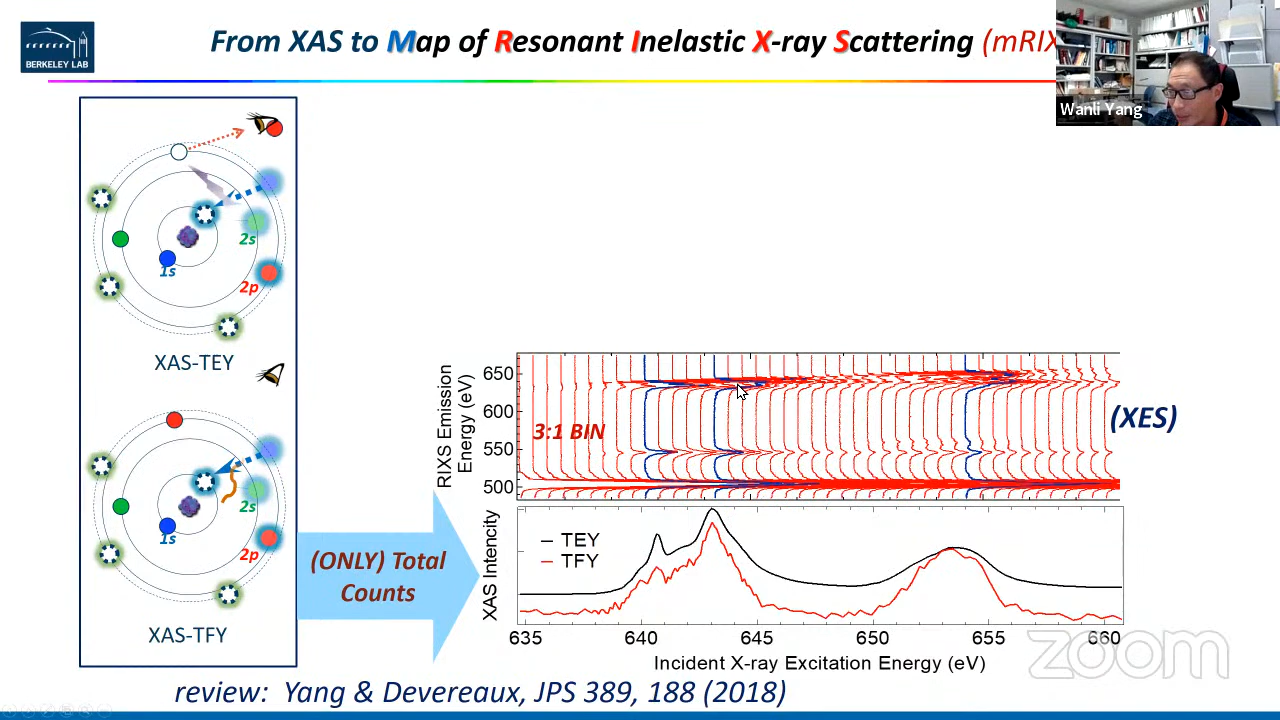 From XAS to Map of Resonant Inelastic X-ray Scattering (mRIX
BERKELEY LAB
Wanli Yang
2s
1s
2p
XAS-TEY
2s
1s
2p
XAS-TFY
(ONLY) Total
Counts
RIXS Emission
Energy (eV)
650
600
550
500
3:1 BIN
(XES)
XAS Intencity
TEY
TFY
635
640
645
650
655
660
Incident X-ray Excitation Energy (eV)
zoom
review: Yang & Devereaux, JPS 389, 188 (2018)